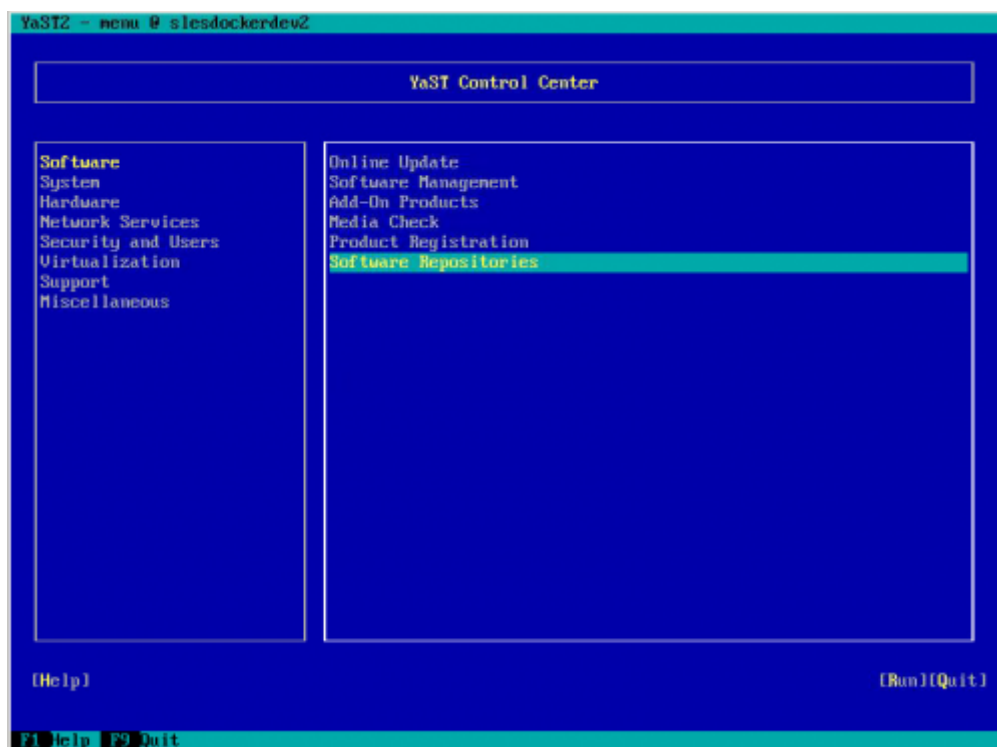 YaST2 - menu @ slesdockerdev2
YaST Control Center
Software
System
Hardware
Network Services
Security and Users
Virtualization
Support
Miscellaneous
Online Update
Software Management
Add-On Products
Media Check
Product Registration
Software Repositories
[Help]
[Run][Quit]
F1 Help F9 Quit